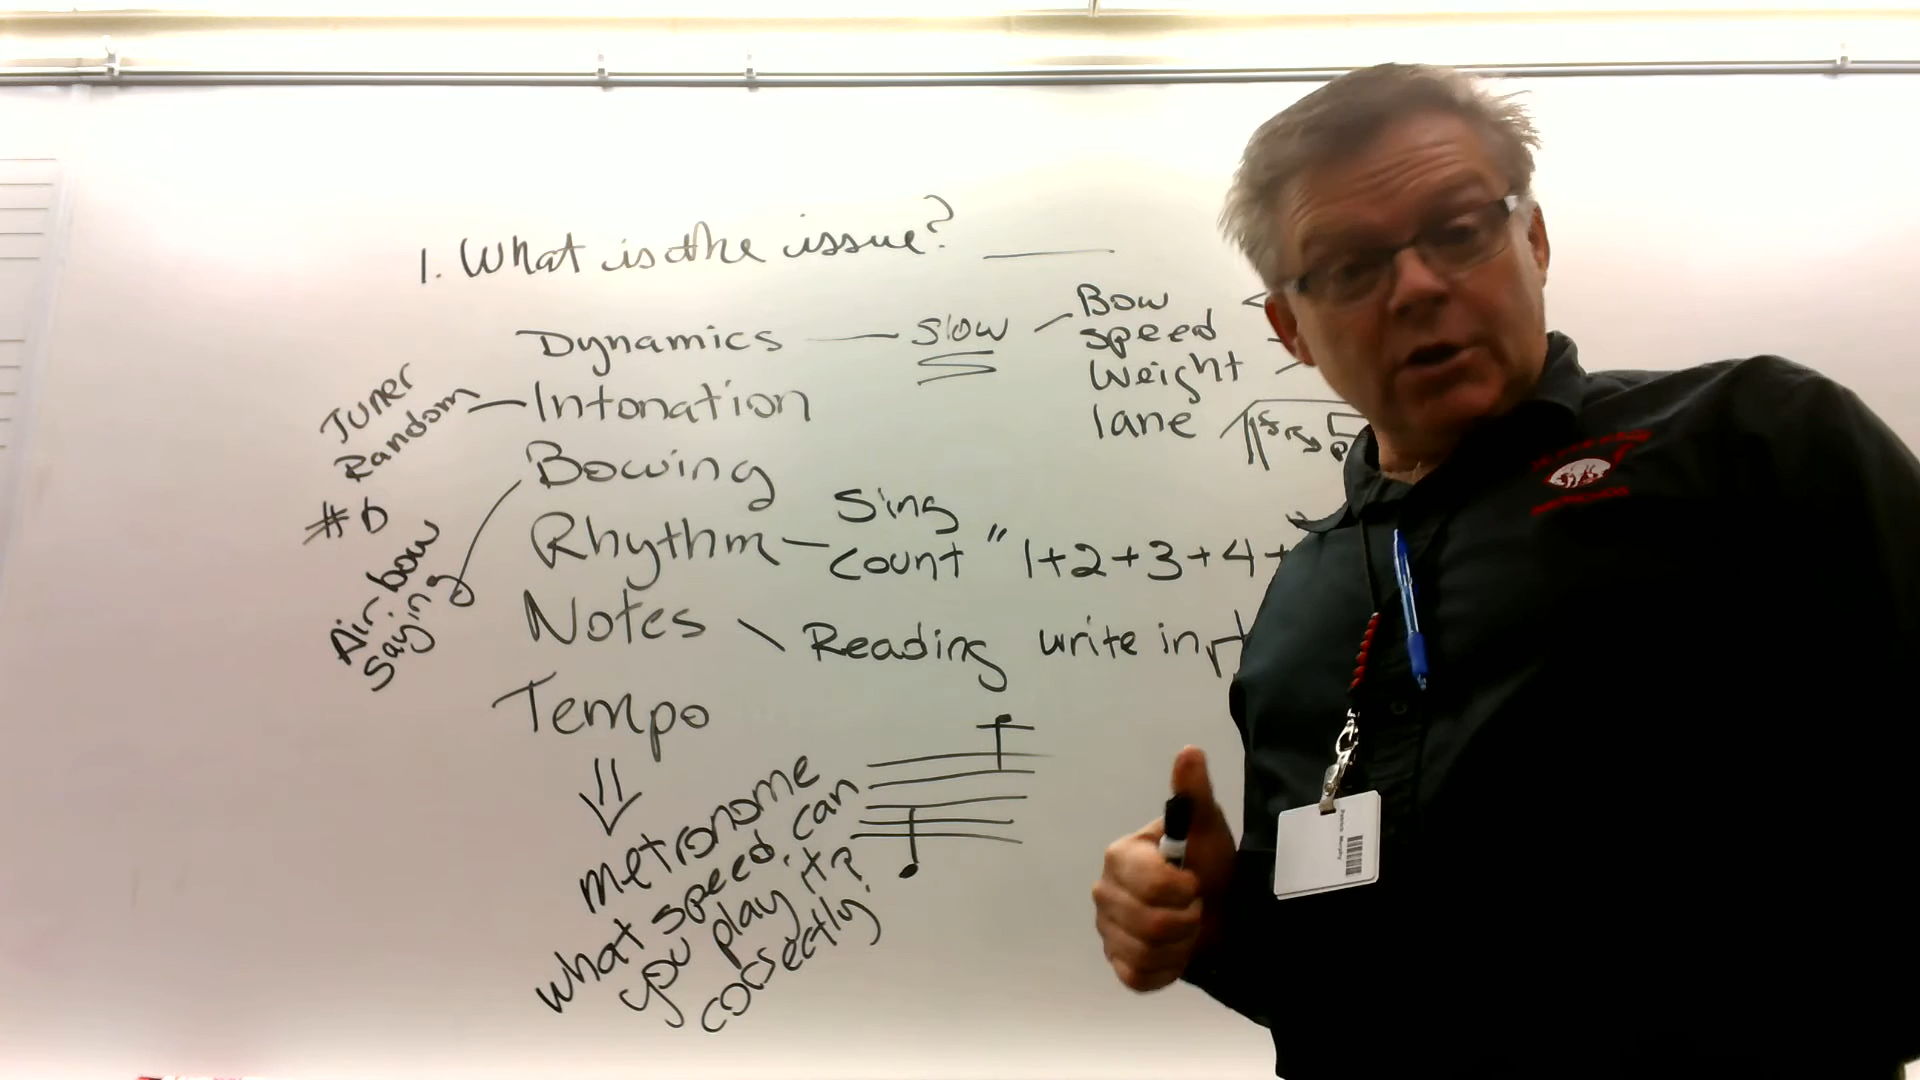 1. What is the issue?
Dynamics — Slow
Bow
speed
Weight
lane
Tuner
Random
Intonation
#b
Bowing
Air-bow
saying
Rhythm
Sing
count " 1+2+3+4+
Notes
Reading write in
Tempo
metronome
what speed can
you play it?
correctly